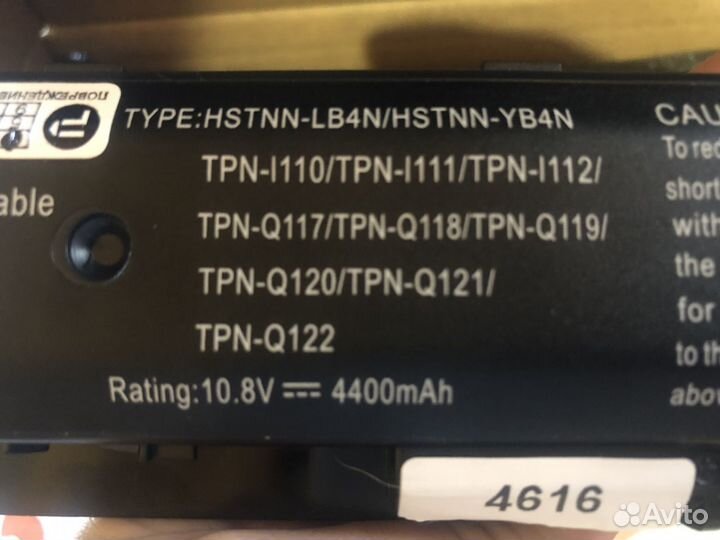 ПОВРЕЖДЕНИЕ
TYPE:HSTNN-LB4N/HSTNN-YB4N
TPN-I110/TPN-I111/TPN-I112/
TPN-Q117/TPN-Q118/TPN-Q119/
TPN-Q120/TPN-Q121/
TPN-Q122
Rating:10.8V 4400mAh
able
CAU
To red
short
with
the
for
to th
abov
4616
Avito